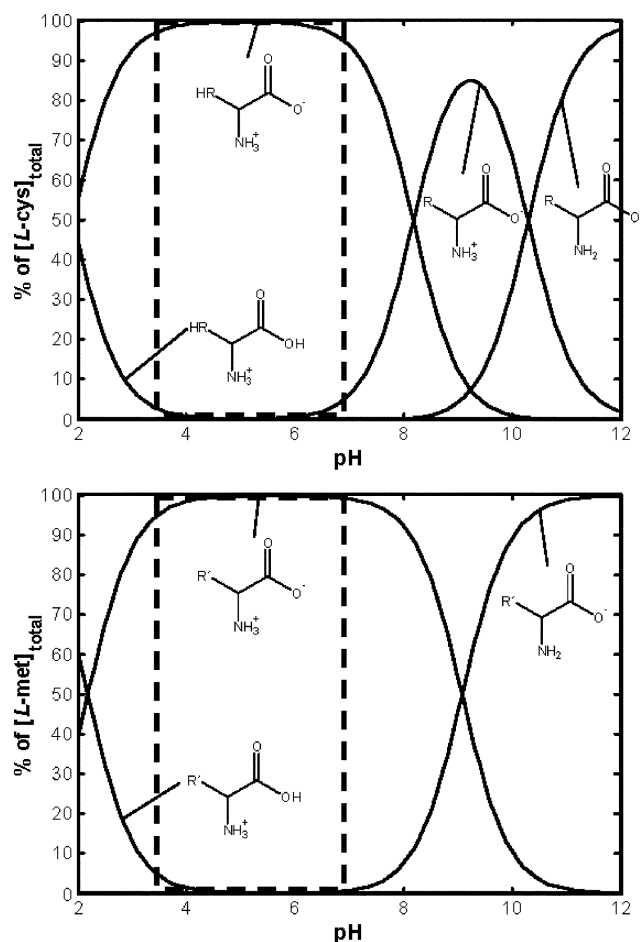 % of [L-cys]total
100
90
80
70
60
50
40
30
20
10
0
HR
O
O-
NH3+
HR
O
OH
NH3+
R
O
O-
NH3+
R
O
O
NH2
2
4
6
8
10
12
pH
% of [L-met]total
100
90
80
70
60
50
40
30
20
10
0
R´
O
O-
NH3+
R´
O
OH
NH3+
R´
O
O-
NH2
2
4
6
8
10
12
pH